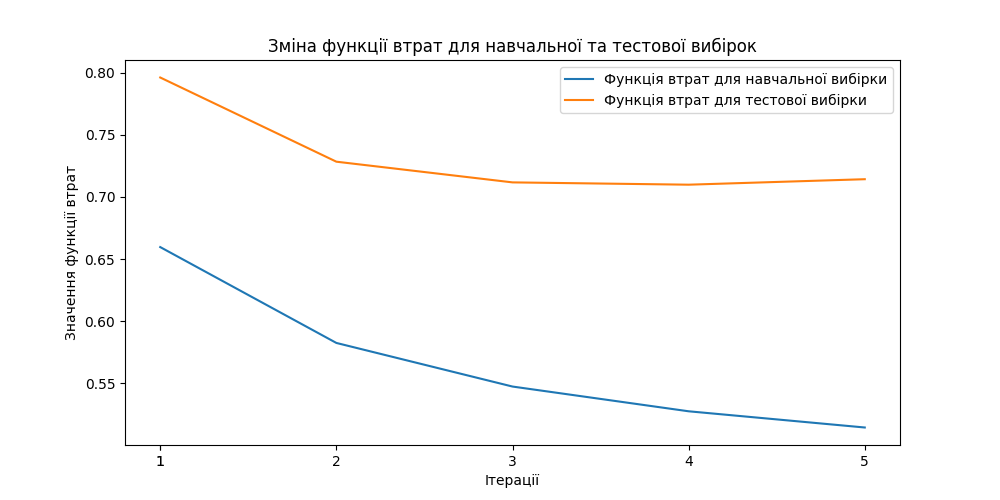 Зміна функції втрат для навчальної та тестової вибірок
Функція втрат для навчальної вибірки
Функція втрат для тестової вибірки
Значення функції втрат
0.80
0.75
0.70
0.65
0.60
0.55
1
2
3
4
5
Ітерації